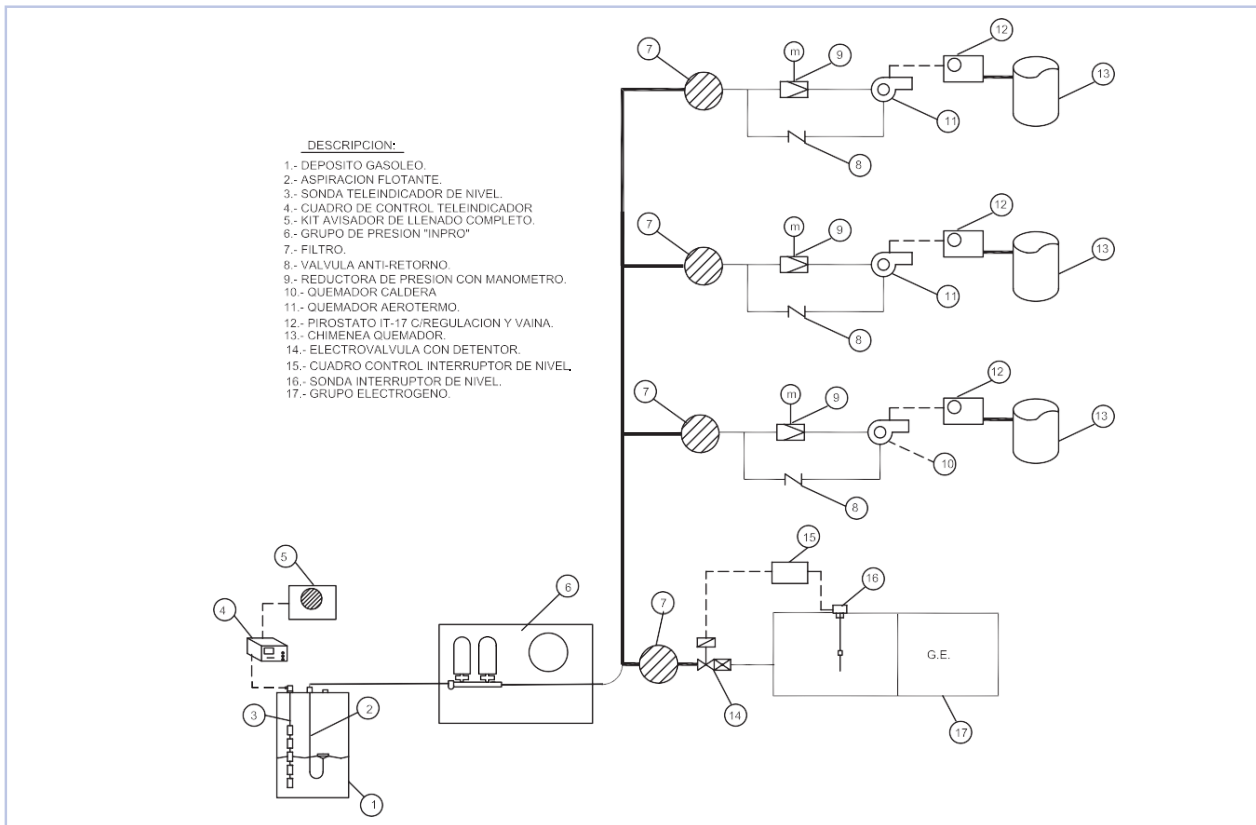 12
7
m
9
13
11
8
DESCRIPCION:
1.- DEPOSITO GASOLEO.
2.- ASPIRACION FLOTANTE.
3.- SONDA TELEINDICADOR DE NIVEL.
4.- CUADRO DE CONTROL TELEINDICADOR
5.- KIT AVISADOR DE LLENADO COMPLETO.
6.- GRUPO DE PRESION "INPRO"
7.- FILTRO.
8.- VALVULA ANTI-RETORNO.
9.- REDUCTORA DE PRESION CON MANOMETRO.
10.- QUEMADOR CALDERA
11.- QUEMADOR AEROTERMO.
12.- PIROSTATO IT-17 C/REGULACION Y VAINA.
13.- CHIMENEA QUEMADOR.
14.- ELECTROVALVULA CON DETENTOR.
15.- CUADRO CONTROL INTERRUPTOR DE NIVEL.
16.- SONDA INTERRUPTOR DE NIVEL.
17.- GRUPO ELECTROGENO.
12
7
m
9
13
11
8
12
7
m
9
13
10
8
15
5
16
6
7
4
G.E.
3
2
14
17
1